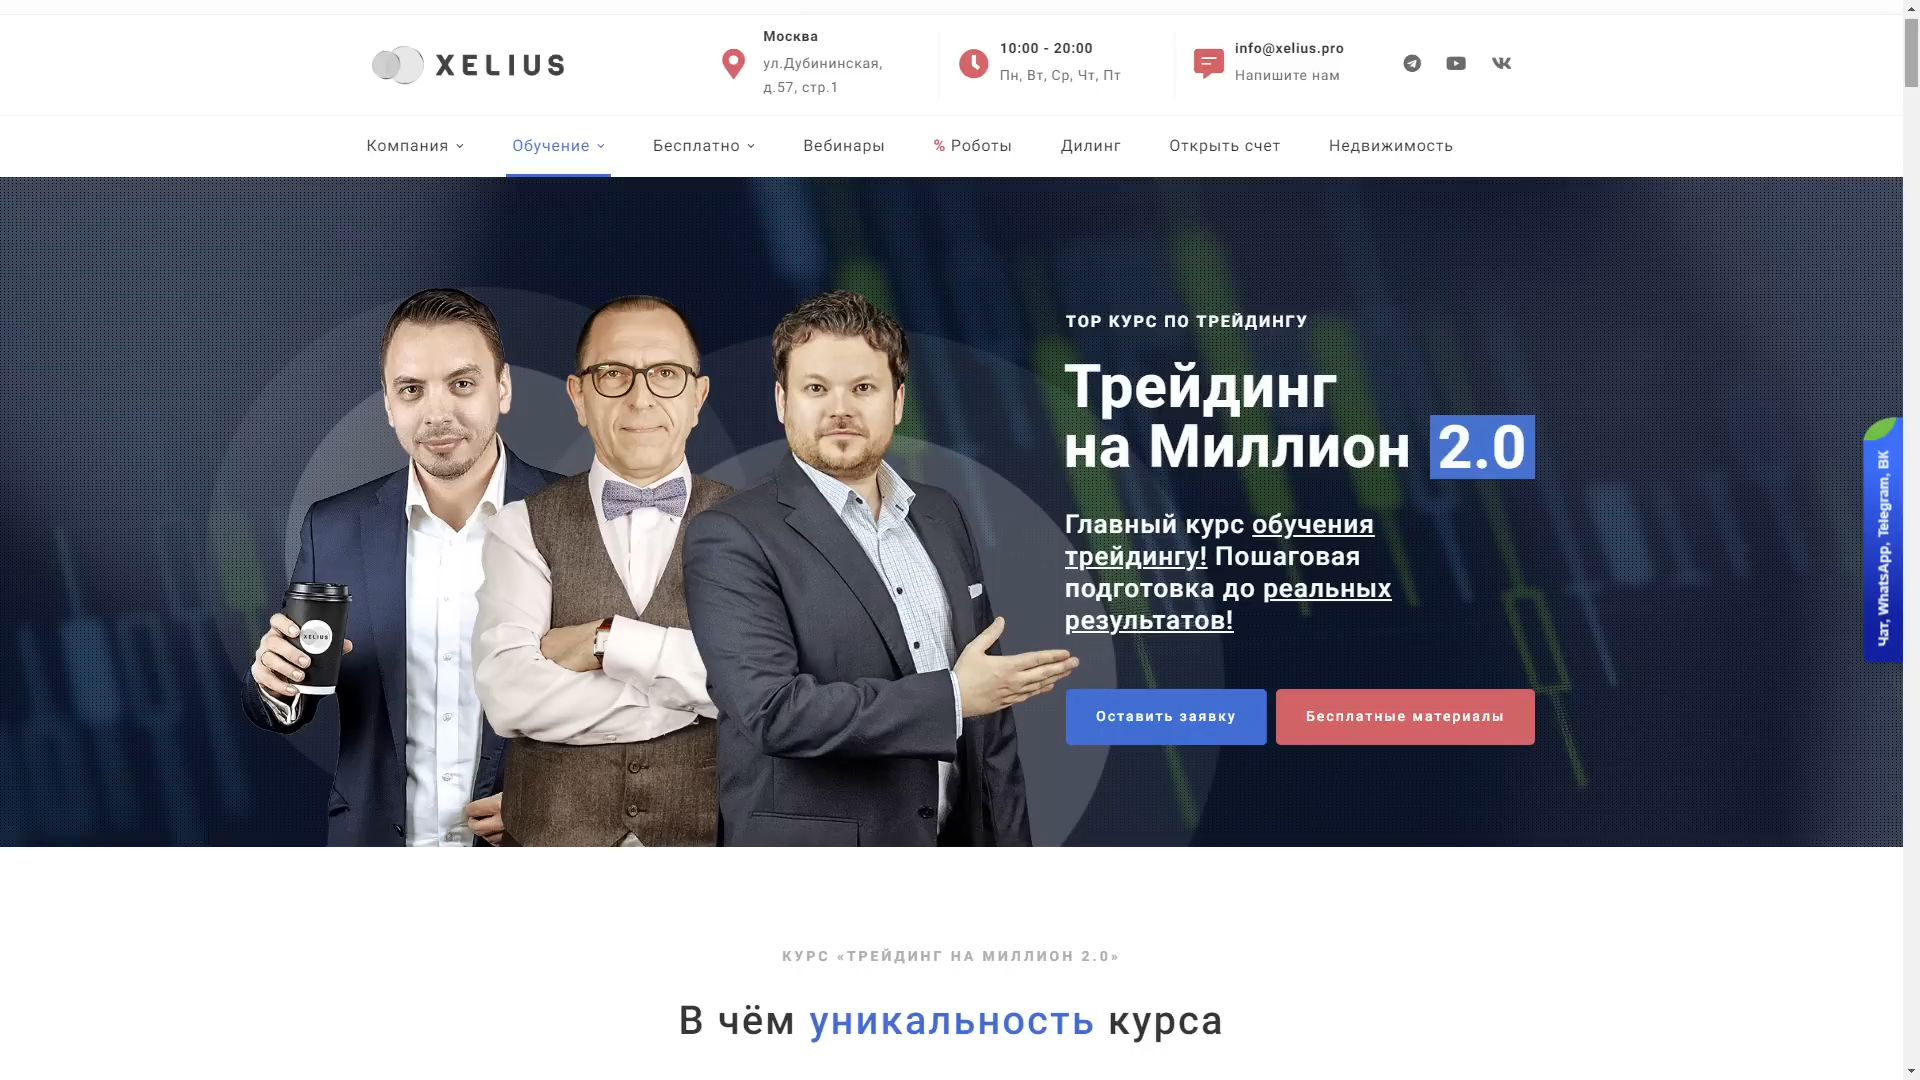 XELIUS
Москва
ул.Дубининская,
д.57, стр.1
10:00 - 20:00
Пн, Вт, Ср, Чт, Пт
info@xelius.pro
Напишите нам
Компания
Обучение
Бесплатно
Вебинары
% Роботы
Дилинг
Открыть счет
Недвижимость
XELIUS
TOP КУРС ПО ТРЕЙДИНГУ
Трейдинг
на Миллион 2.0
Главный курс обучения
трейдингу! Пошаговая
подготовка до реальных
результатов!
Оставить заявку
Бесплатные материалы
Чат, WhatsApp, Telegram, ВК
КУРС «ТРЕЙДИНГ НА МИЛЛИОН 2.0»
В чём уникальность курса